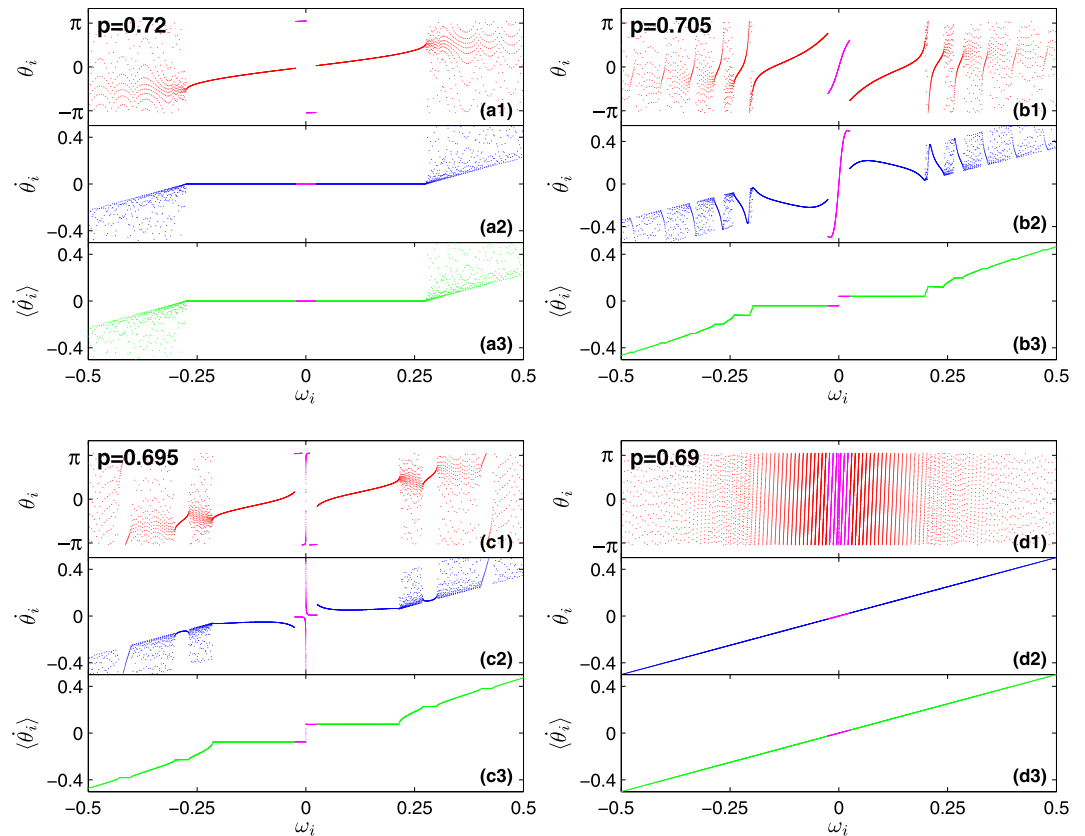 p=0.72
π
0
−π
θᵢ
(a1)
0.4
0
−0.4
θ̇ᵢ
(a2)
0.4
0
−0.4
⟨θ̇ᵢ⟩
(a3)
−0.5
−0.25
0
0.25
0.5
ωᵢ
p=0.705
π
0
−π
θᵢ
(b1)
0.4
0
−0.4
θ̇ᵢ
(b2)
0.4
0
−0.4
⟨θ̇ᵢ⟩
(b3)
−0.5
−0.25
0
0.25
0.5
ωᵢ
p=0.695
π
0
−π
θᵢ
(c1)
0.4
0
−0.4
θ̇ᵢ
(c2)
0.4
0
−0.4
⟨θ̇ᵢ⟩
(c3)
−0.5
−0.25
0
0.25
0.5
ωᵢ
p=0.69
π
0
−π
θᵢ
(d1)
0.4
0
−0.4
θ̇ᵢ
(d2)
0.4
0
−0.4
⟨θ̇ᵢ⟩
(d3)
−0.5
−0.25
0
0.25
0.5
ωᵢ